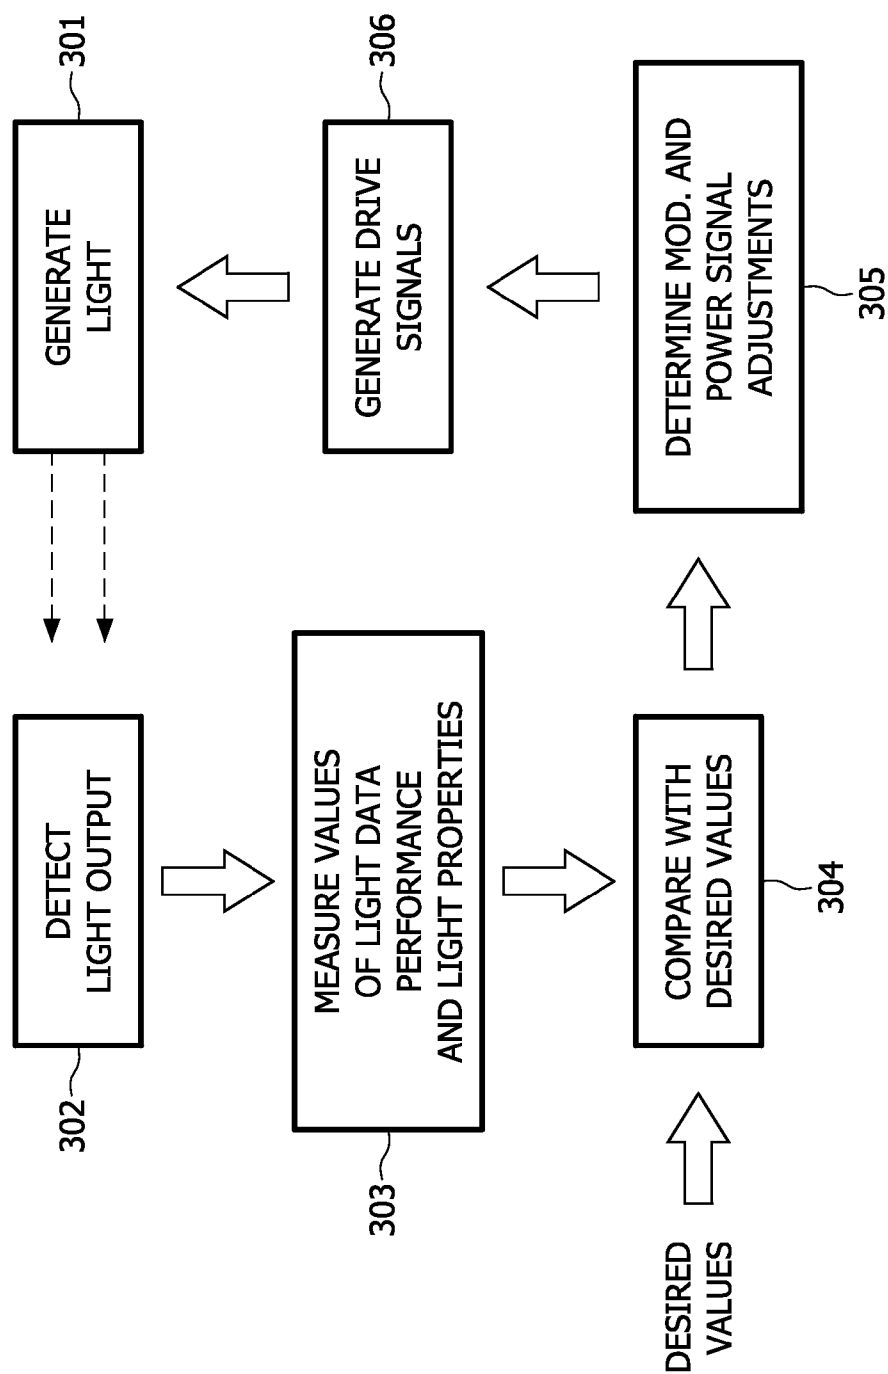 301
GENERATE
LIGHT
302
DETECT
LIGHT OUTPUT
303
MEASURE VALUES
OF LIGHT DATA
PERFORMANCE
AND LIGHT PROPERTIES
DESIRED
VALUES
304
COMPARE WITH
DESIRED VALUES
305
DETERMINE MOD. AND
POWER SIGNAL
ADJUSTMENTS
306
GENERATE DRIVE
SIGNALS